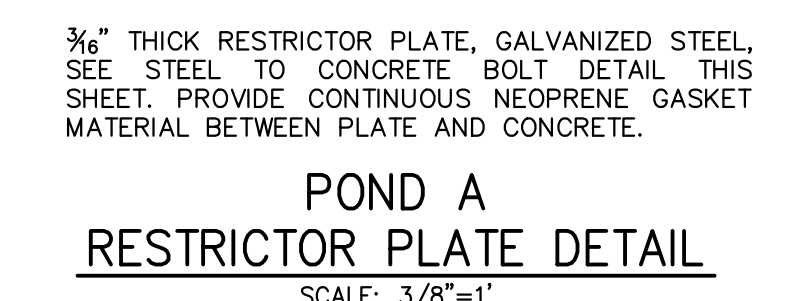 3/16" THICK RESTRICTOR PLATE, GALVANIZED STEEL,
SEE STEEL TO CONCRETE BOLT DETAIL THIS
SHEET. PROVIDE CONTINUOUS NEOPRENE GASKET
MATERIAL BETWEEN PLATE AND CONCRETE.
POND A
RESTRICTOR PLATE DETAIL
SCALE: 3/8"=1'